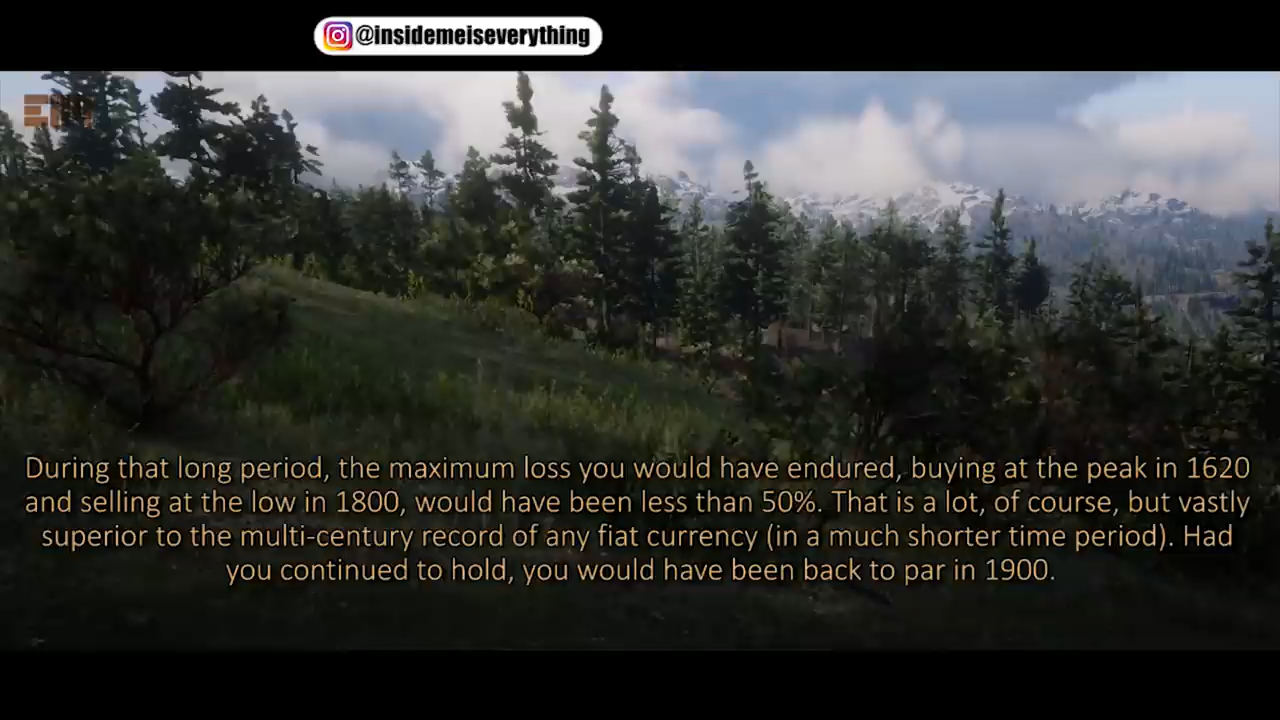 @insidemeiseverything
EM
During that long period, the maximum loss you would have endured, buying at the peak in 1620
and selling at the low in 1800, would have been less than 50%. That is a lot, of course, but vastly
superior to the multi-century record of any fiat currency (in a much shorter time period). Had
you continued to hold, you would have been back to par in 1900.